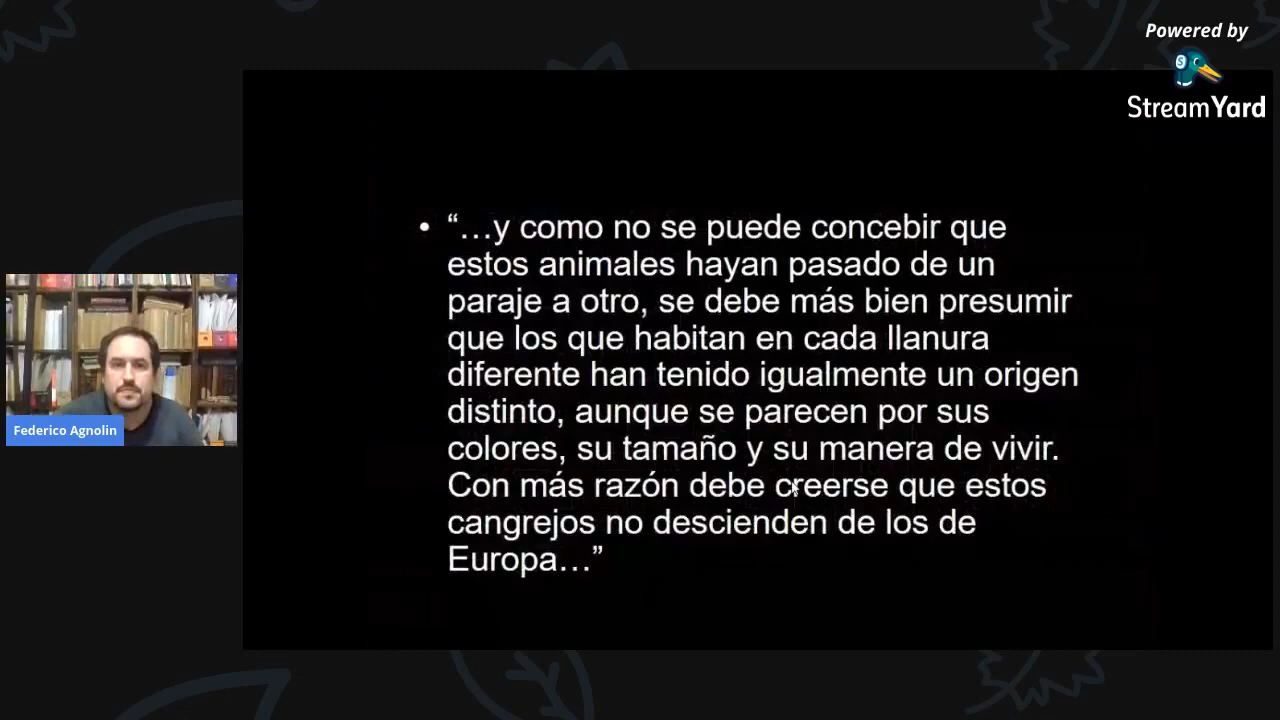 Powered by
StreamYard
• “…y como no se puede concebir que
estos animales hayan pasado de un
paraje a otro, se debe más bien presumir
que los que habitan en cada llanura
diferente han tenido igualmente un origen
distinto, aunque se parecen por sus
colores, su tamaño y su manera de vivir.
Con más razón debe creerse que estos
cangrejos no descienden de los de
Europa…”
Federico Agnolin